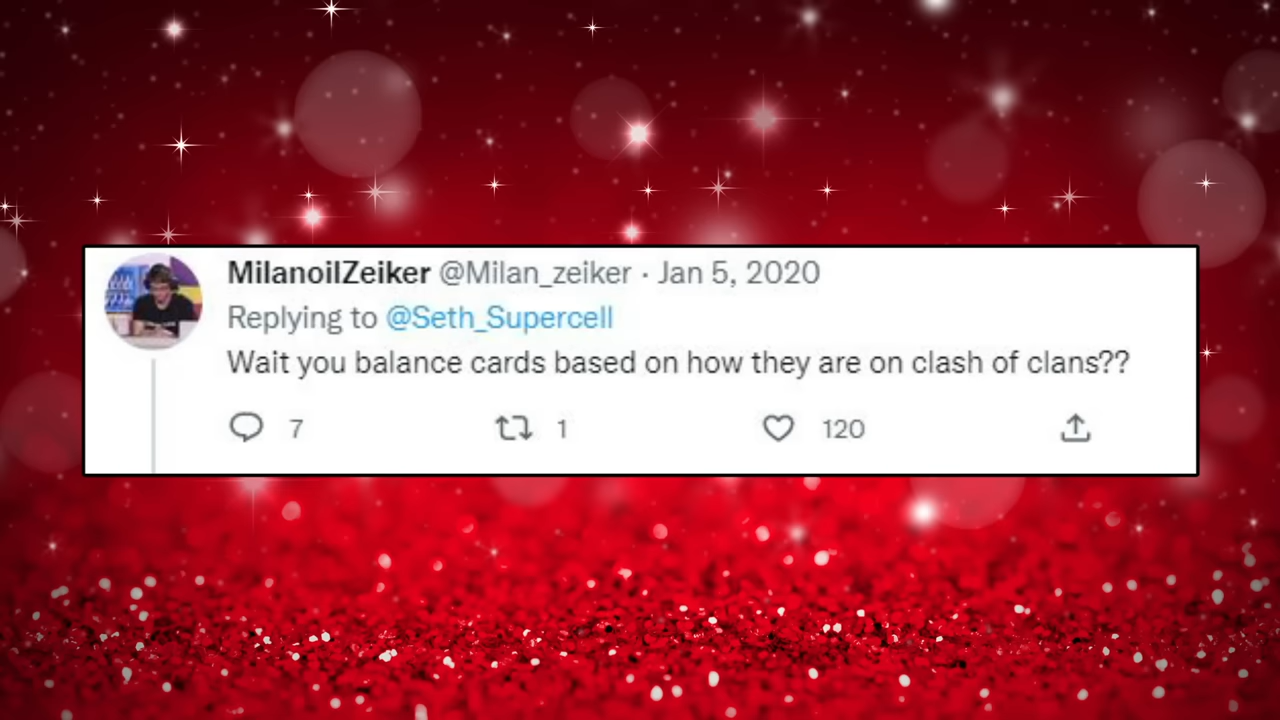 MilanoilZeiker @Milan_zeiker · Jan 5, 2020
Replying to @Seth_Supercell
Wait you balance cards based on how they are on clash of clans??
7 1 120